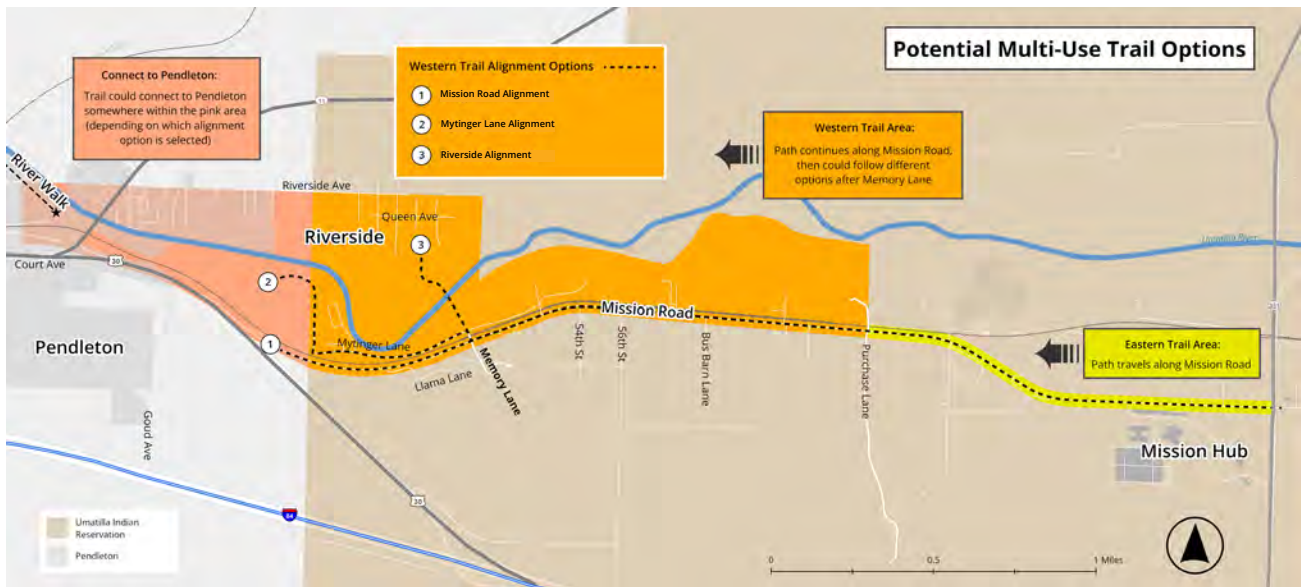 Potential Multi-Use Trail Options
Connect to Pendleton:
Trail could connect to Pendleton
somewhere within the pink area
(depending on which alignment
option is selected)
Western Trail Alignment Options
1 Mission Road Alignment
2 Mytinger Lane Alignment
3 Riverside Alignment
Western Trail Area:
Path continues along Mission Road,
then could follow different
options after Memory Lane
11
River Walk
Riverside Ave
Queen Ave
Riverside
3
Umatilla River
Court Ave
30
2
1
Mytinger Lane
Mission Road
Pendleton
Llama Lane
Memory Lane
54th St
56th St
Bus Barn Lane
Purchase Lane
Eastern Trail Area:
Path travels along Mission Road
Goud Ave
Mission Hub
30
84
Umatilla Indian
Reservation
Pendleton
0 0.5 1 Miles